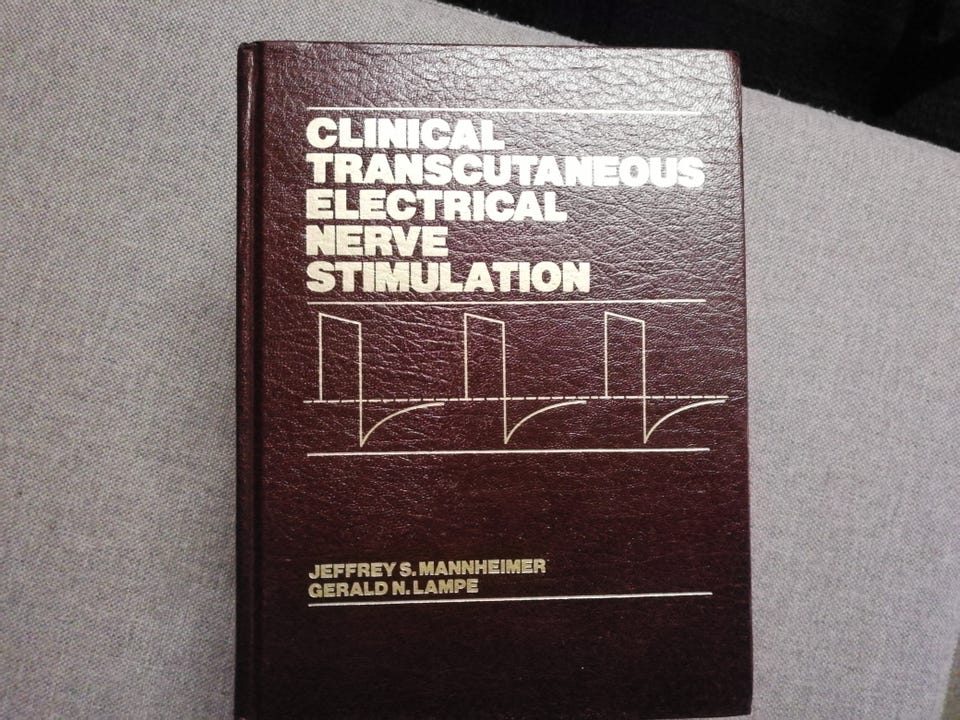 CLINICAL
TRANSCUTANEOUS
ELECTRICAL
NERVE
STIMULATION
JEFFREY S. MANNHEIMER
GERALD N. LAMPE